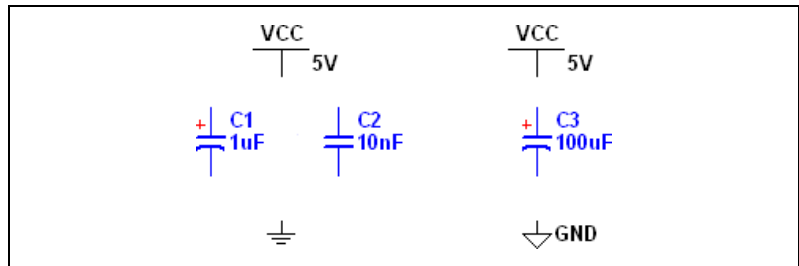 VCC
5V
VCC
5V
+ C1
1uF
C2
10nF
+ C3
100uF
GND